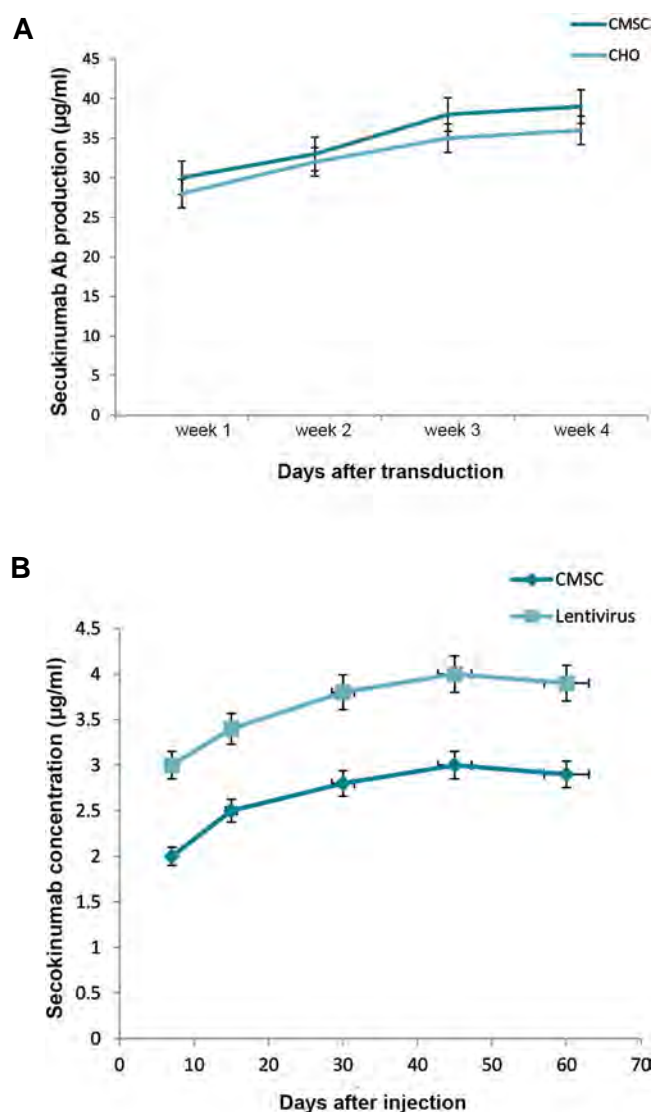 A
CMSC
CHO
Secukinumab Ab production (µg/ml)
45
40
35
30
25
20
15
10
5
0
week 1 week 2 week 3 week 4
Days after transduction
B
CMSC
Lentivirus
Secokinumab concentration (µg/ml)
4.5
4
3.5
3
2.5
2
1.5
1
0.5
0
0 10 20 30 40 50 60 70
Days after injection